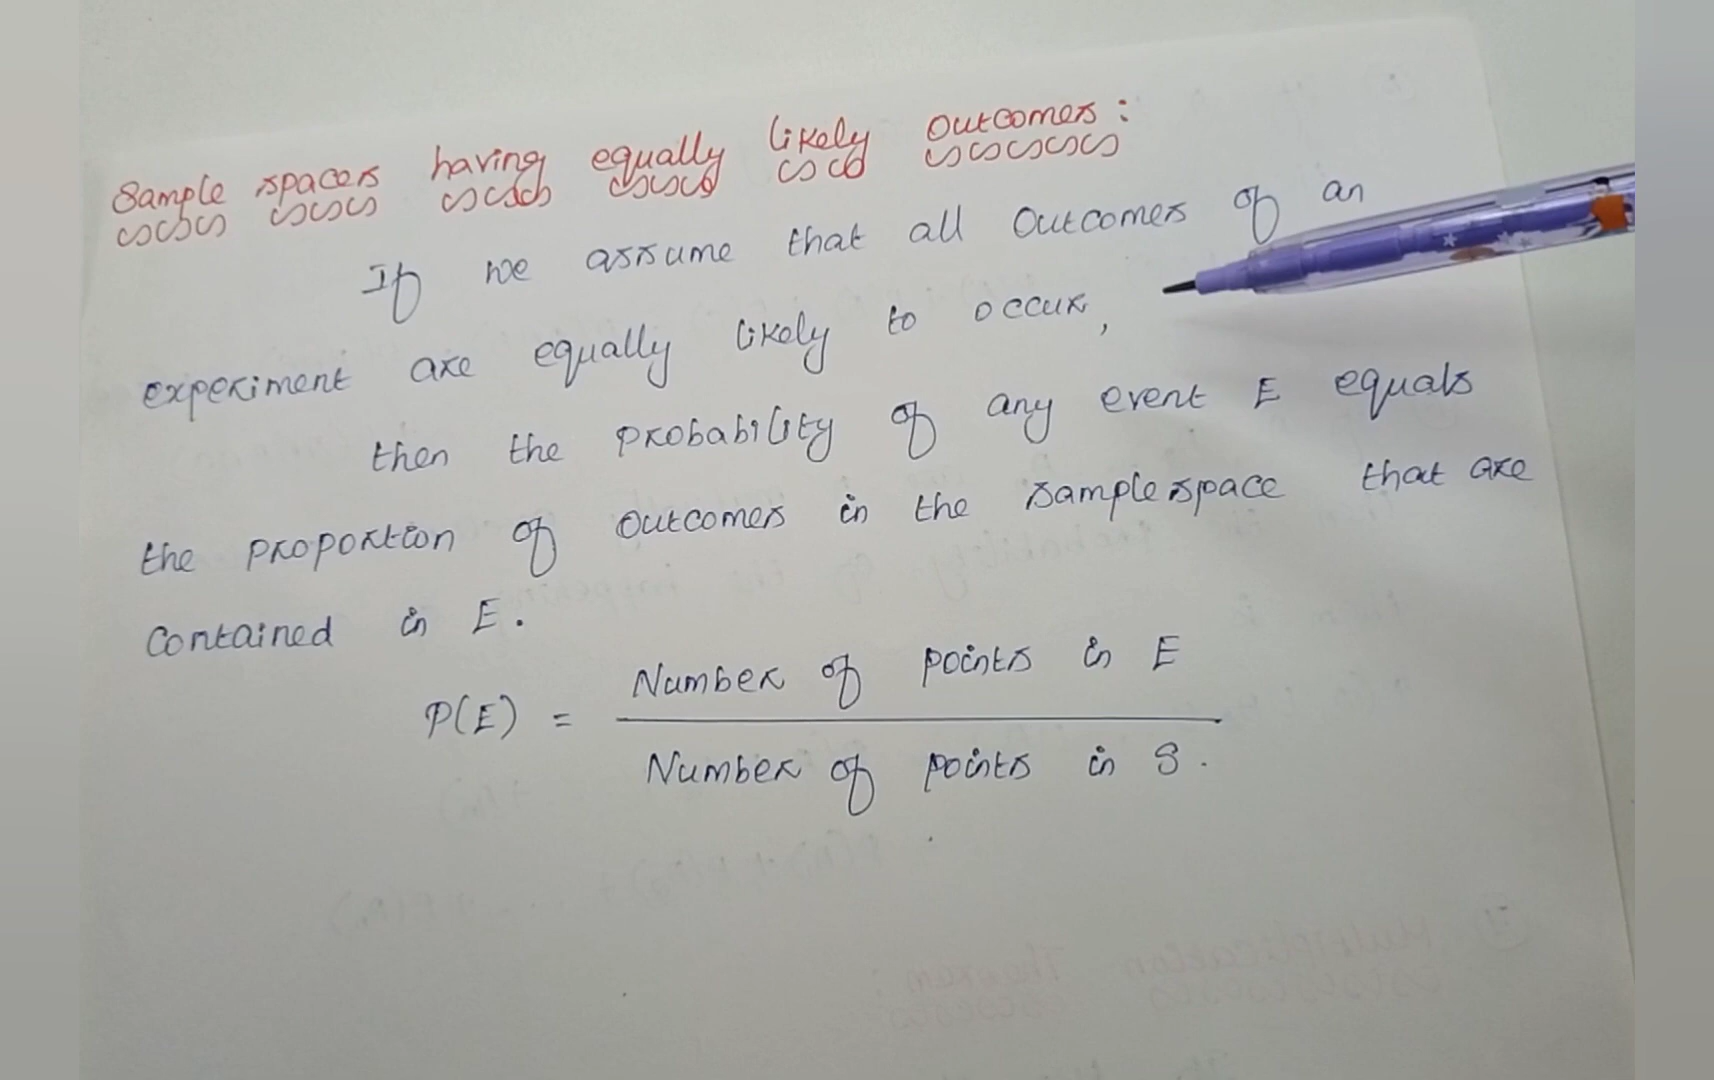 Sample spaces having equally likely outcomes:
If we assume that all outcomes of an
experiment are equally likely to occur,
then the probability of any event E equals
the proportion of outcomes in the sample space that are
contained in E.
P(E) = Number of points in E
Number of points in S.